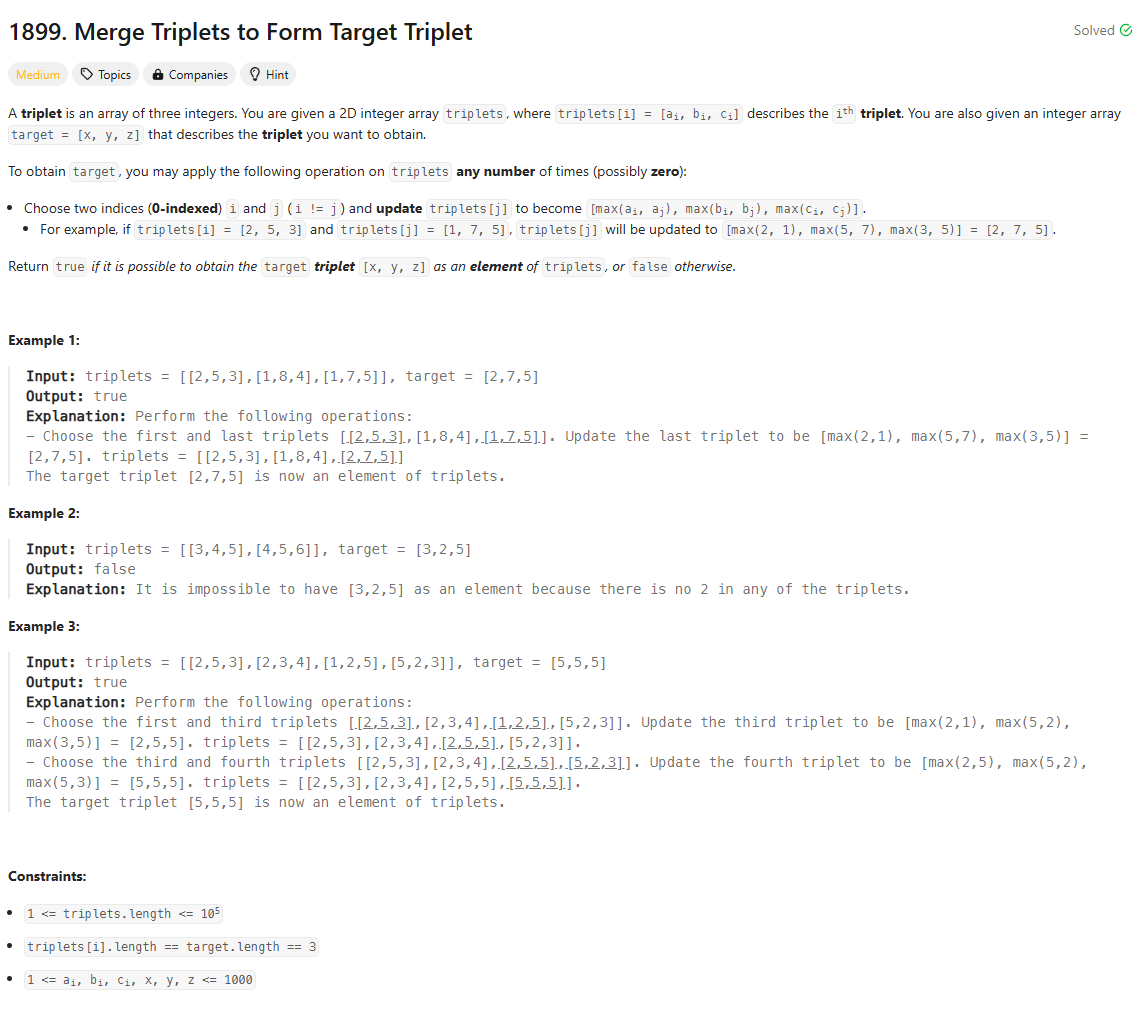 1899. Merge Triplets to Form Target Triplet
Solved
Medium Topics Companies Hint
A triplet is an array of three integers. You are given a 2D integer array triplets, where triplets[i] = [aᵢ, bᵢ, cᵢ] describes the iᵗʰ triplet. You are also given an integer array
target = [x, y, z] that describes the triplet you want to obtain.
To obtain target, you may apply the following operation on triplets any number of times (possibly zero):
• Choose two indices (0-indexed) i and j (i != j) and update triplets[j] to become [max(aᵢ, aⱼ), max(bᵢ, bⱼ), max(cᵢ, cⱼ)].
• For example, if triplets[i] = [2, 5, 3] and triplets[j] = [1, 7, 5], triplets[j] will be updated to [max(2, 1), max(5, 7), max(3, 5)] = [2, 7, 5].
Return true if it is possible to obtain the target triplet [x, y, z] as an element of triplets, or false otherwise.
Example 1:
Input: triplets = [[2,5,3],[1,8,4],[1,7,5]], target = [2,7,5]
Output: true
Explanation: Perform the following operations:
- Choose the first and last triplets [[2,5,3],[1,8,4],[1,7,5]]. Update the last triplet to be [max(2,1), max(5,7), max(3,5)] =
[2,7,5]. triplets = [[2,5,3],[1,8,4],[2,7,5]]
The target triplet [2,7,5] is now an element of triplets.
Example 2:
Input: triplets = [[3,4,5],[4,5,6]], target = [3,2,5]
Output: false
Explanation: It is impossible to have [3,2,5] as an element because there is no 2 in any of the triplets.
Example 3:
Input: triplets = [[2,5,3],[2,3,4],[1,2,5],[5,2,3]], target = [5,5,5]
Output: true
Explanation: Perform the following operations:
- Choose the first and third triplets [[2,5,3],[2,3,4],[1,2,5],[5,2,3]]. Update the third triplet to be [max(2,1), max(5,2),
max(3,5)] = [2,5,5]. triplets = [[2,5,3],[2,3,4],[2,5,5],[5,2,3]].
- Choose the third and fourth triplets [[2,5,3],[2,3,4],[2,5,5],[5,2,3]]. Update the fourth triplet to be [max(2,5), max(5,2),
max(5,3)] = [5,5,5]. triplets = [[2,5,3],[2,3,4],[2,5,5],[5,5,5]].
The target triplet [5,5,5] is now an element of triplets.
Constraints:
• 1 <= triplets.length <= 10⁵
• triplets[i].length == target.length == 3
• 1 <= aᵢ, bᵢ, cᵢ, x, y, z <= 1000